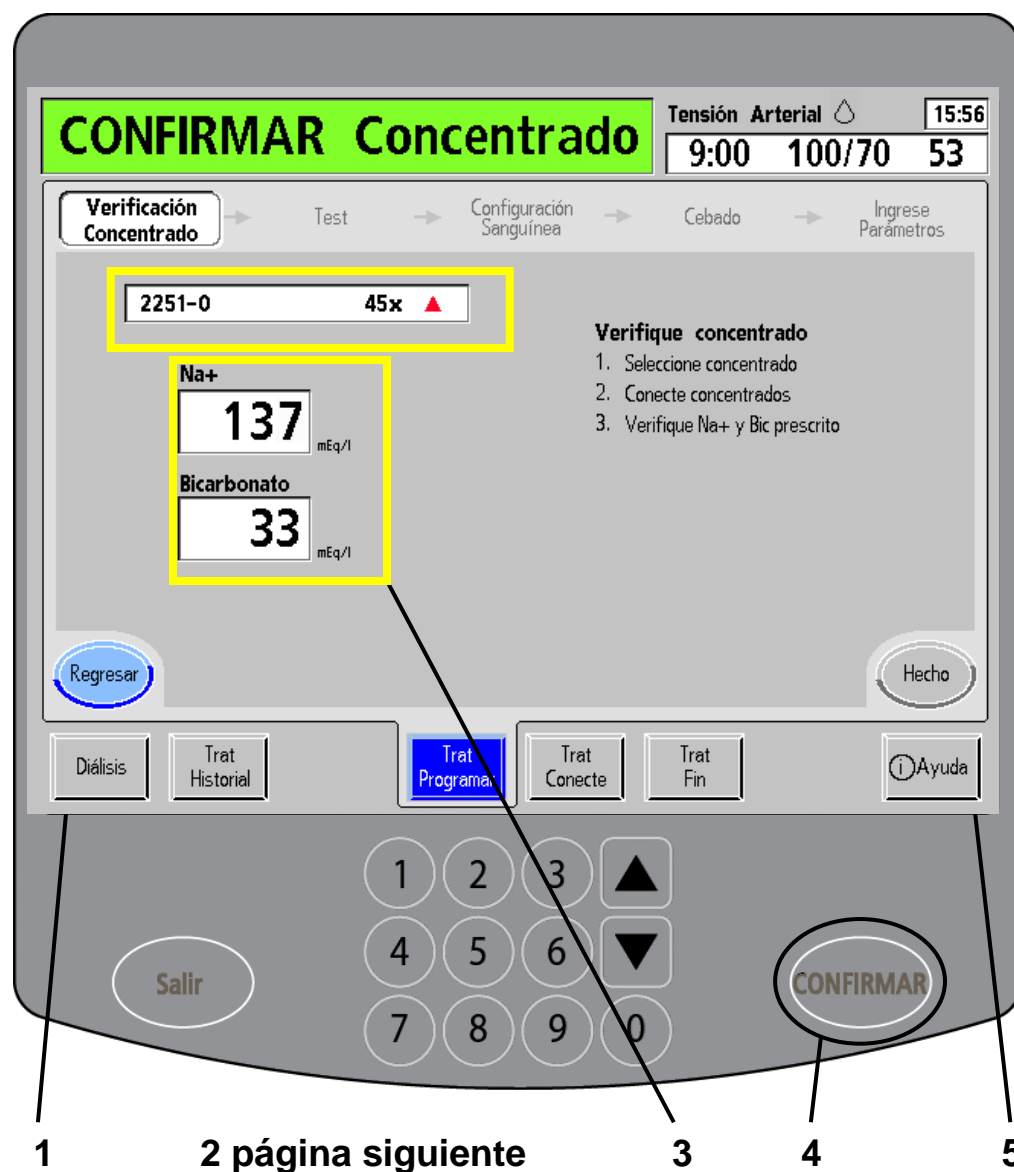 CONFIRMAR Concentrado
Tensión Arterial 15:56
9:00 100/70 53
Verificación
Concentrado
Test
Configuración
Sanguínea
Cebado
Ingrese
Parámetros
2251-0 45x
Na+
137 mEq/l
Bicarbonato
33 mEq/l
Verifique concentrado
1. Seleccione concentrado
2. Conecte concentrados
3. Verifique Na+ y Bic prescrito
Regresar
Hecho
Diálisis
Trat
Historial
Trat
Programar
Trat
Conecte
Trat
Fin
iAyuda
1 2 3
4 5 6
7 8 9 0
Salir
CONFIRMAR
1 2 página siguiente 3 4 5